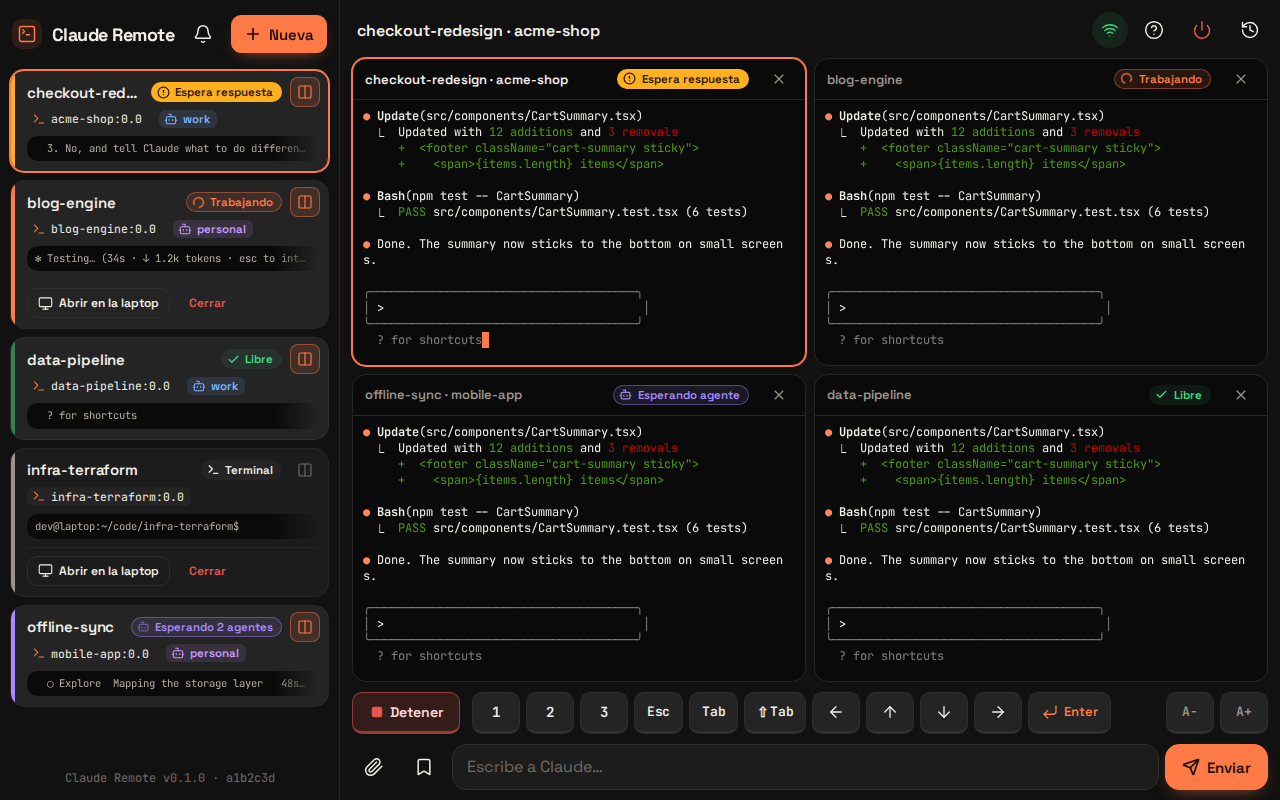 Claude Remote
Nueva
checkout-red…
Espera respuesta
acme-shop:0.0
work
3. No, and tell Claude what to do differen…
blog-engine
Trabajando
blog-engine:0.0
personal
✻ Testing… (34s · ↓ 1.2k tokens · esc to int…
Abrir en la laptop
Cerrar
data-pipeline
Libre
data-pipeline:0.0
work
? for shortcuts
infra-terraform
Terminal
infra-terraform:0.0
dev@laptop:~/code/infra-terraform$
Abrir en la laptop
Cerrar
offline-sync
Esperando 2 agentes
mobile-app:0.0
personal
○ Explore  Mapping the storage layer  48s…
Claude Remote v0.1.0 · a1b2c3d
checkout-redesign · acme-shop
checkout-redesign · acme-shop
Espera respuesta
● Update(src/components/CartSummary.tsx)
└ Updated with 12 additions and 3 removals
+ <footer className="cart-summary sticky">
+ <span>{items.length} items</span>
● Bash(npm test -- CartSummary)
└ PASS src/components/CartSummary.test.tsx (6 tests)
● Done. The summary now sticks to the bottom on small screen
s.
>
? for shortcuts
blog-engine
Trabajando
● Update(src/components/CartSummary.tsx)
└ Updated with 12 additions and 3 removals
+ <footer className="cart-summary sticky">
+ <span>{items.length} items</span>
● Bash(npm test -- CartSummary)
└ PASS src/components/CartSummary.test.tsx (6 tests)
● Done. The summary now sticks to the bottom on small screen
s.
>
? for shortcuts
offline-sync · mobile-app
Esperando agente
● Update(src/components/CartSummary.tsx)
└ Updated with 12 additions and 3 removals
+ <footer className="cart-summary sticky">
+ <span>{items.length} items</span>
● Bash(npm test -- CartSummary)
└ PASS src/components/CartSummary.test.tsx (6 tests)
● Done. The summary now sticks to the bottom on small screen
s.
>
? for shortcuts
data-pipeline
Libre
● Update(src/components/CartSummary.tsx)
└ Updated with 12 additions and 3 removals
+ <footer className="cart-summary sticky">
+ <span>{items.length} items</span>
● Bash(npm test -- CartSummary)
└ PASS src/components/CartSummary.test.tsx (6 tests)
● Done. The summary now sticks to the bottom on small screen
s.
>
? for shortcuts
Detener
1
2
3
Esc
Tab
⇧Tab
←
↑
↓
→
Enter
A-
A+
Escribe a Claude…
Enviar